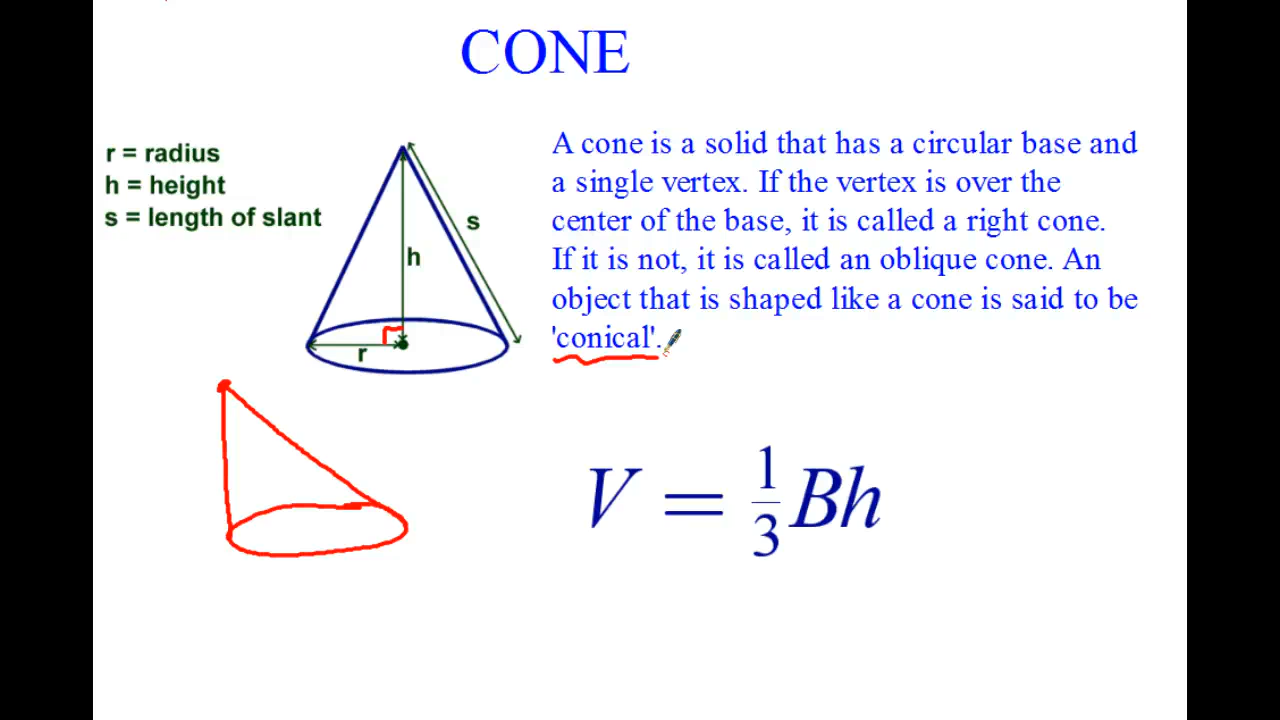 CONE
r = radius
h = height
s = length of slant
s
h
r
A cone is a solid that has a circular base and
a single vertex. If the vertex is over the
center of the base, it is called a right cone.
If it is not, it is called an oblique cone. An
object that is shaped like a cone is said to be
'conical'.
V = 1/3 Bh